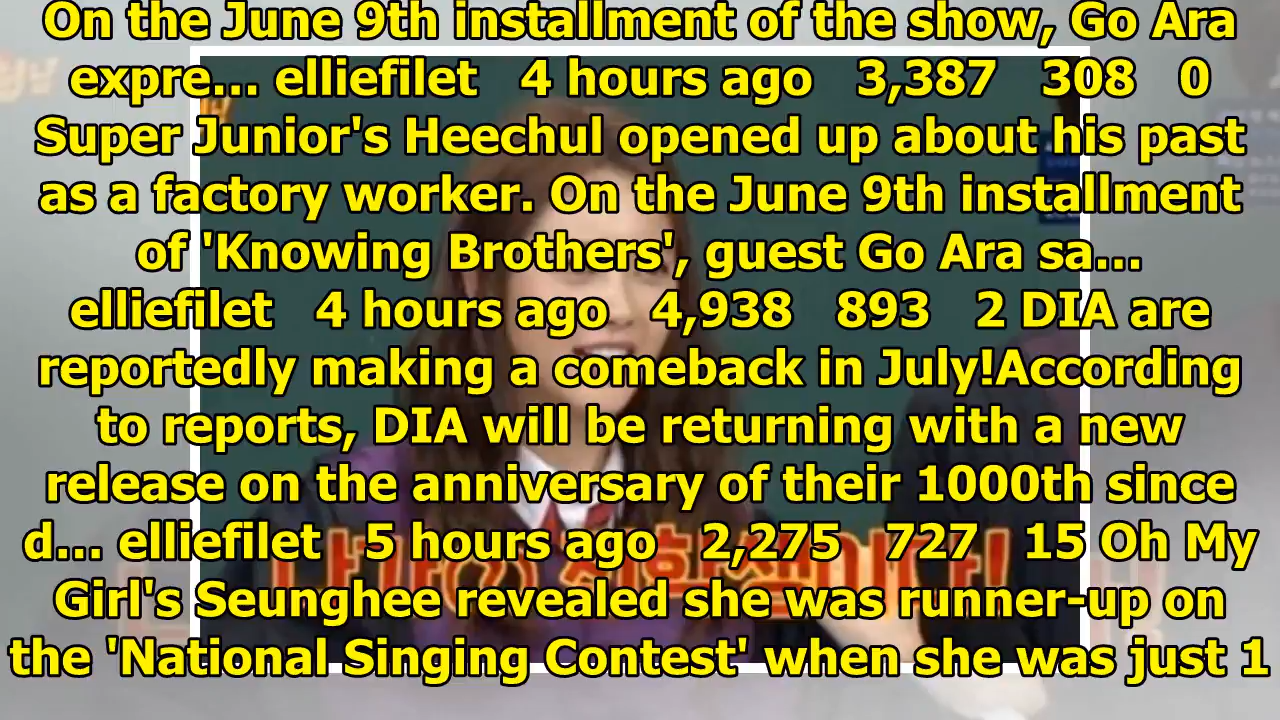 On the June 9th installment of the show, Go Ara
expre... elliefilet 4 hours ago 3,387 308 0
Super Junior's Heechul opened up about his past
as a factory worker. On the June 9th installment
of 'Knowing Brothers', guest Go Ara sa...
elliefilet 4 hours ago 4,938 893 2 DIA are
reportedly making a comeback in July!According
to reports, DIA will be returning with a new
release on the anniversary of their 1000th since
d... elliefilet 5 hours ago 2,275 727 15 Oh My
Girl's Seunghee revealed she was runner-up on
the 'National Singing Contest' when she was just 1